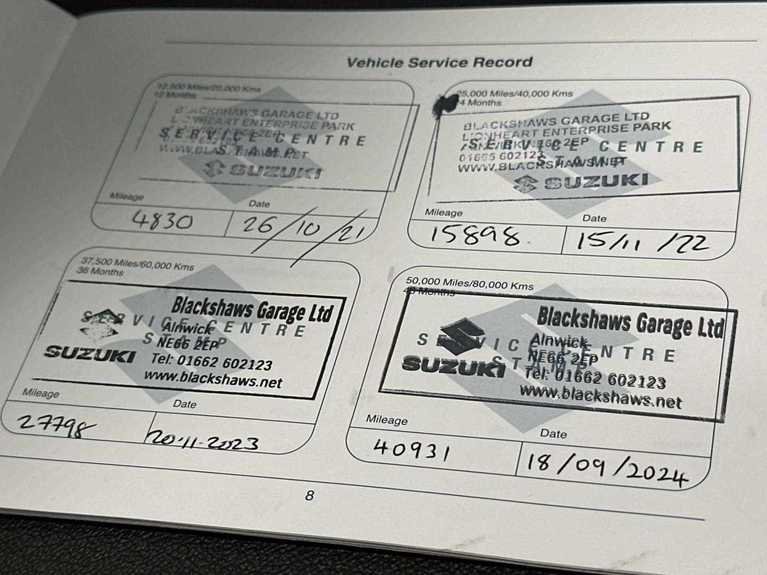 Vehicle Service Record
12,500 Miles/20,000 Kms
12 Months
BLACKSHAWS GARAGE LTD
LIONHEART ENTERPRISE PARK
SERVICE CENTRE
STAMP
SUZUKI
Mileage Date
4830 26/10/21
25,000 Miles/40,000 Kms
24 Months
BLACKSHAWS GARAGE LTD
LIONHEART ENTERPRISE PARK
SERVICE CENTRE
STAMP
01665 602123
WWW.BLACKSHAWS.NET
SUZUKI
Mileage Date
15898 15/11/22
37,500 Miles/60,000 Kms
36 Months
Blackshaws Garage Ltd
SERVICE CENTRE
Alnwick
NE66 2EP
SUZUKI Tel: 01662 602123
www.blackshaws.net
Mileage Date
27798 20.11.2023
50,000 Miles/80,000 Kms
48 Months
Blackshaws Garage Ltd
SERVICE CENTRE
STAMP
Alnwick
NE66 2EP
SUZUKI Tel: 01662 602123
www.blackshaws.net
Mileage Date
40931 18/09/2024
8